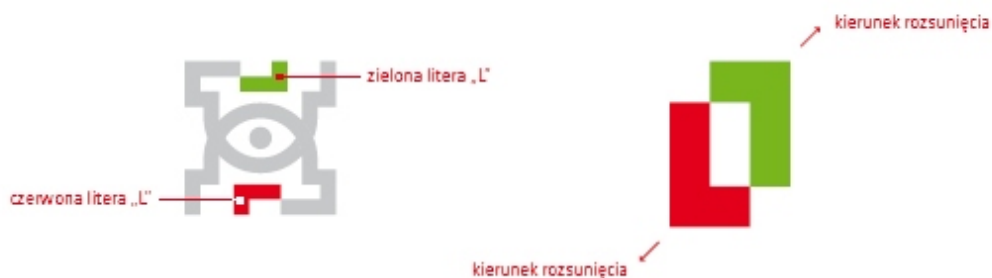 kierunek rozsunięcia
zielona litera „L”
czerwona litera „L”
kierunek rozsunięcia